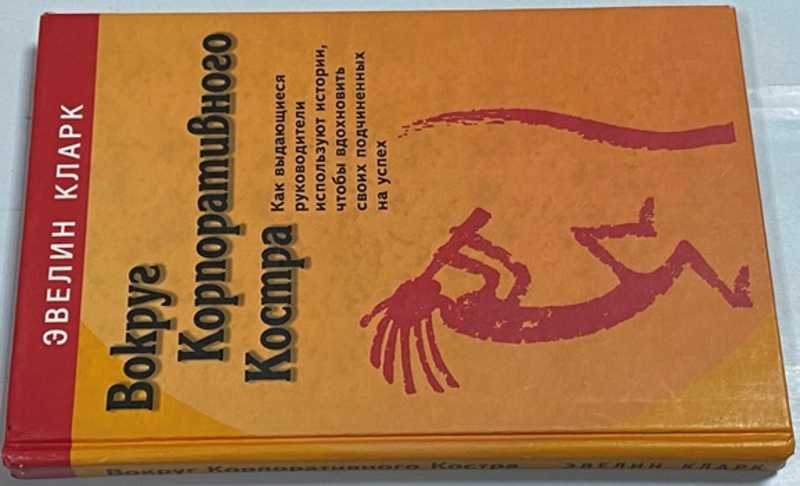 ЭВЕЛИН КЛАРК
Вокруг
Корпоративного
Костра
Как выдающиеся
руководители
используют истории,
чтобы вдохновить
своих подчиненных
на успех
Вокруг Корпоративного Костра ЭВЕЛИН КЛАРК